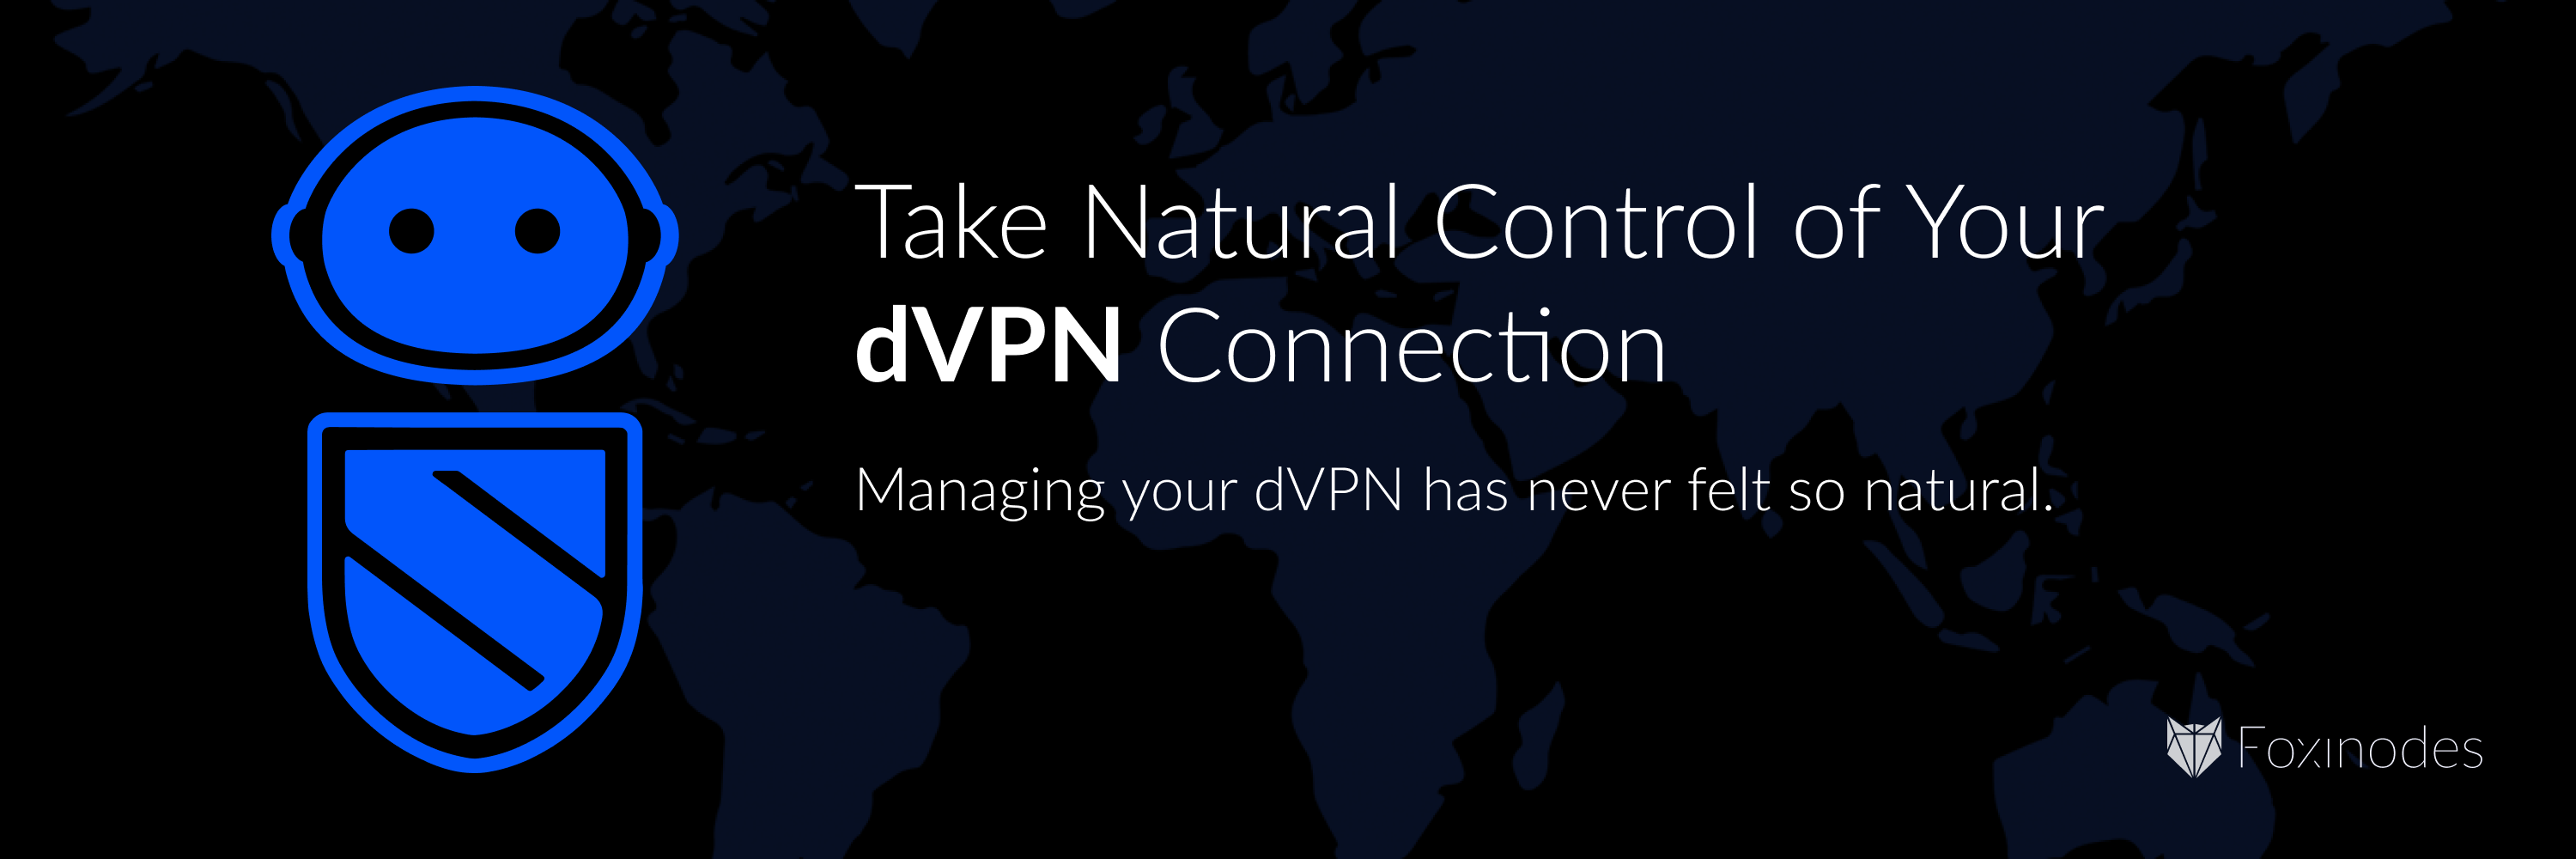 Take Natural Control of Your
dVPN Connection
Managing your dVPN has never felt so natural.
Foxinodes